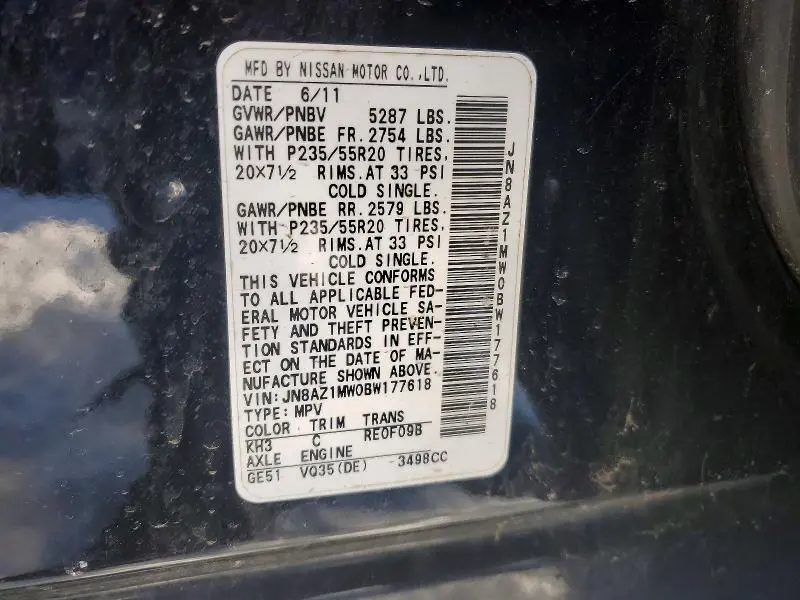 MFD BY NISSAN MOTOR CO.,LTD.
DATE 6/11
GVWR/PNBV 5287 LBS.
GAWR/PNBE FR. 2754 LBS.
WITH P235/55R20 TIRES,
20X7½ RIMS.AT 33 PSI
COLD SINGLE.
GAWR/PNBE RR. 2579 LBS.
WITH P235/55R20 TIRES,
20X7½ RIMS.AT 33 PSI
COLD SINGLE.
THIS VEHICLE CONFORMS
TO ALL APPLICABLE FED-
ERAL MOTOR VEHICLE SA-
FETY AND THEFT PREVEN-
TION STANDARDS IN EFF-
ECT ON THE DATE OF MA-
NUFACTURE SHOWN ABOVE.
VIN:JN8AZ1MW0BW177618
TYPE:MPV
COLOR TRIM TRANS
KH3 C RE0F09B
AXLE ENGINE
GE51 VQ35(DE) 3498CC
JN8AZ1MW0BW177618